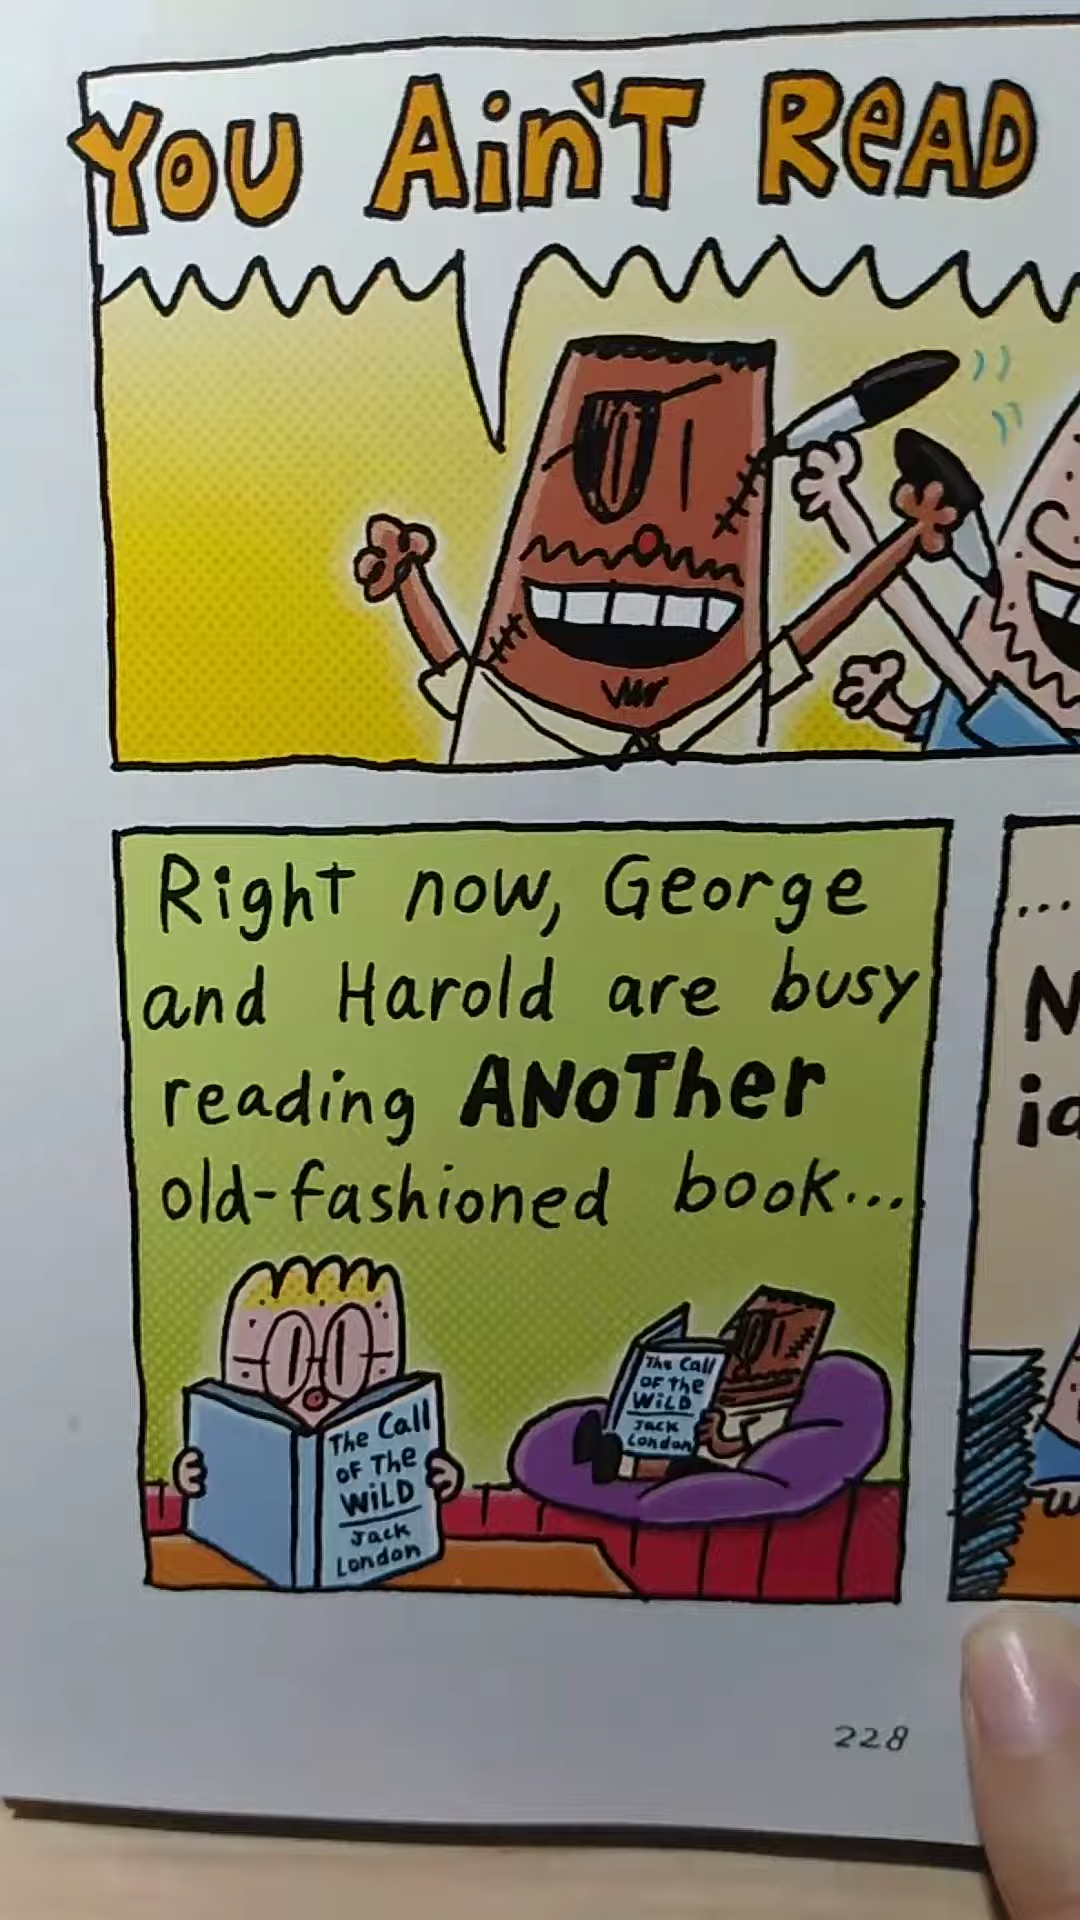 YOU AiN'T READ
Right now, George
and Harold are busy
reading ANOTHer
old-fashioned book...
The Call
OF The
WiLD
Jack
London
The Call
OF The
WiLD
Jack
London
...
N
228